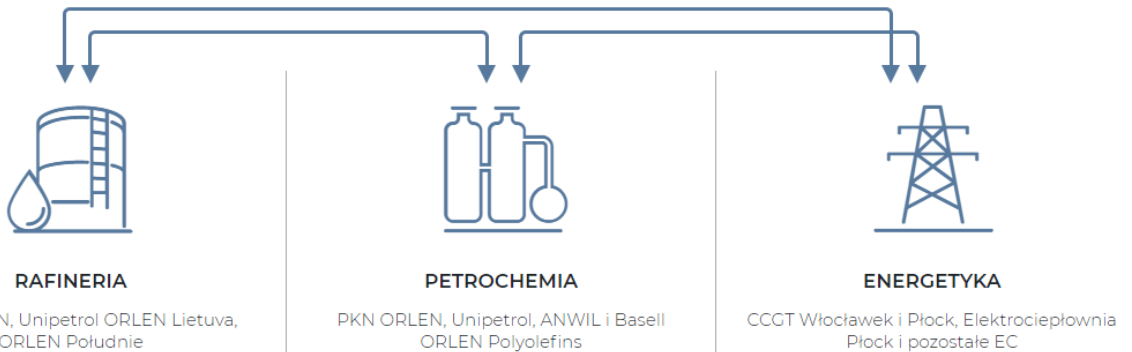 RAFINERIA
N, Unipetrol ORLEN Lietuva,
ORLEN Południe
PETROCHEMIA
PKN ORLEN, Unipetrol, ANWIL i Basell
ORLEN Polyolefins
ENERGETYKA
CCGT Włocławek i Płock, Elektrociepłownia
Płock i pozostałe EC